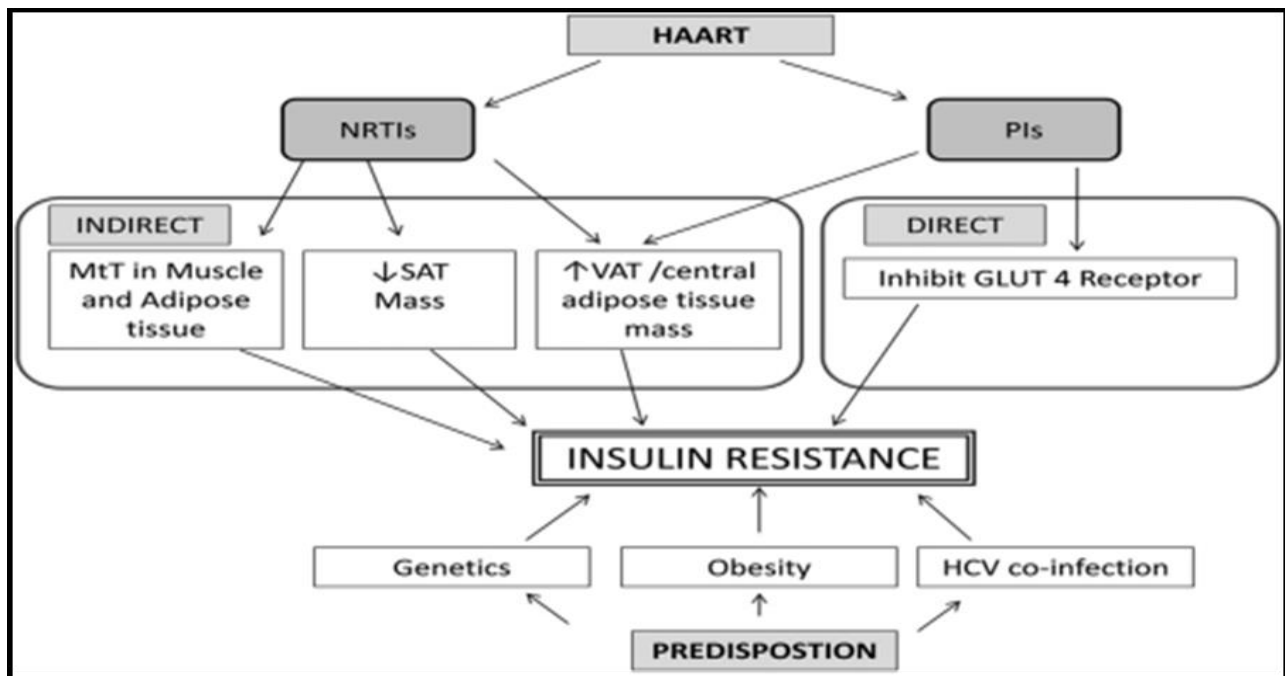 HAART
NRTIs
PIs
INDIRECT
DIRECT
MtT in Muscle
and Adipose
tissue
↓SAT
Mass
↑VAT /central
adipose tissue
mass
Inhibit GLUT 4 Receptor
INSULIN RESISTANCE
Genetics
Obesity
HCV co-infection
PREDISPOSTION